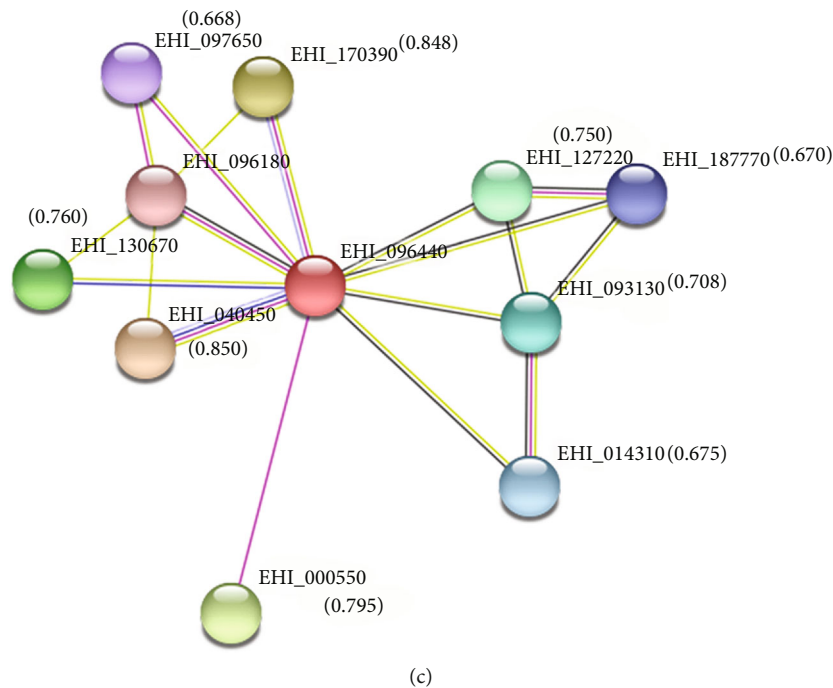 (0.668)
EHI_097650
EHI_170390 (0.848)
EHI_096180
(0.750)
EHI_127220
EHI_187770 (0.670)
(0.760)
EHI_130670
EHI_096440
EHI_093130 (0.708)
EHI_040450
(0.850)
EHI_014310 (0.675)
EHI_000550
(0.795)
(c)